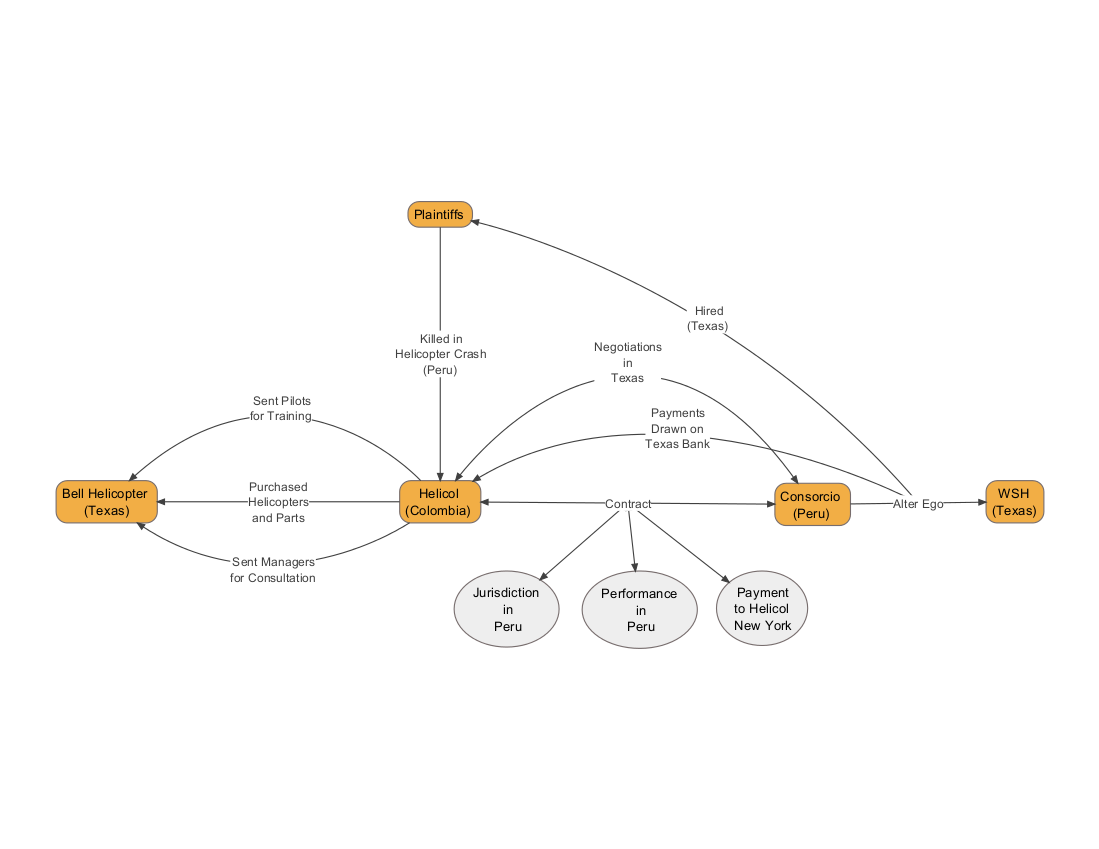 Plaintiffs
Hired
(Texas)
Killed in
Helicopter Crash
(Peru)
Negotiations
in
Texas
Sent Pilots
for Training
Payments
Drawn on
Texas Bank
Bell Helicopter
(Texas)
Purchased
Helicopters
and Parts
Helicol
(Colombia)
Contract
Consorcio
(Peru)
Alter Ego
WSH
(Texas)
Sent Managers
for Consultation
Jurisdiction
in
Peru
Performance
in
Peru
Payment
to Helicol
New York